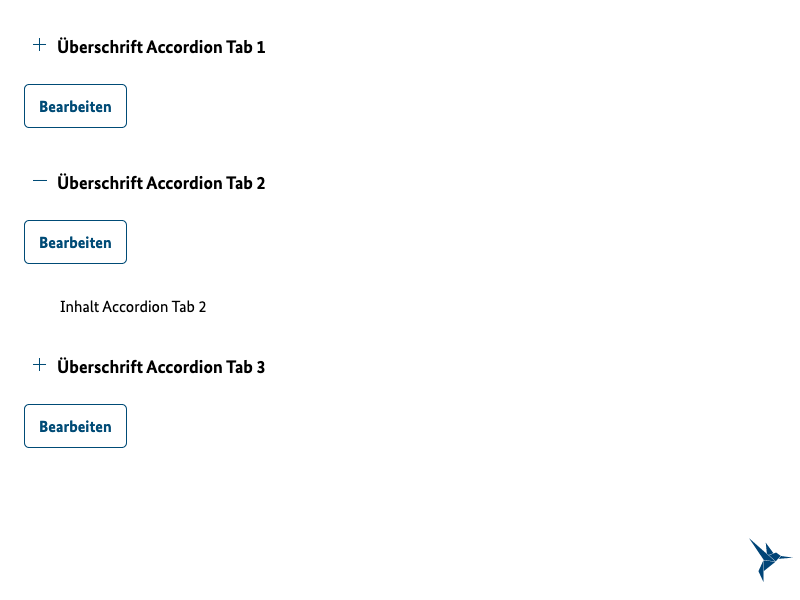 Überschrift Accordion Tab 1
Bearbeiten
Überschrift Accordion Tab 2
Bearbeiten
Inhalt Accordion Tab 2
Überschrift Accordion Tab 3
Bearbeiten